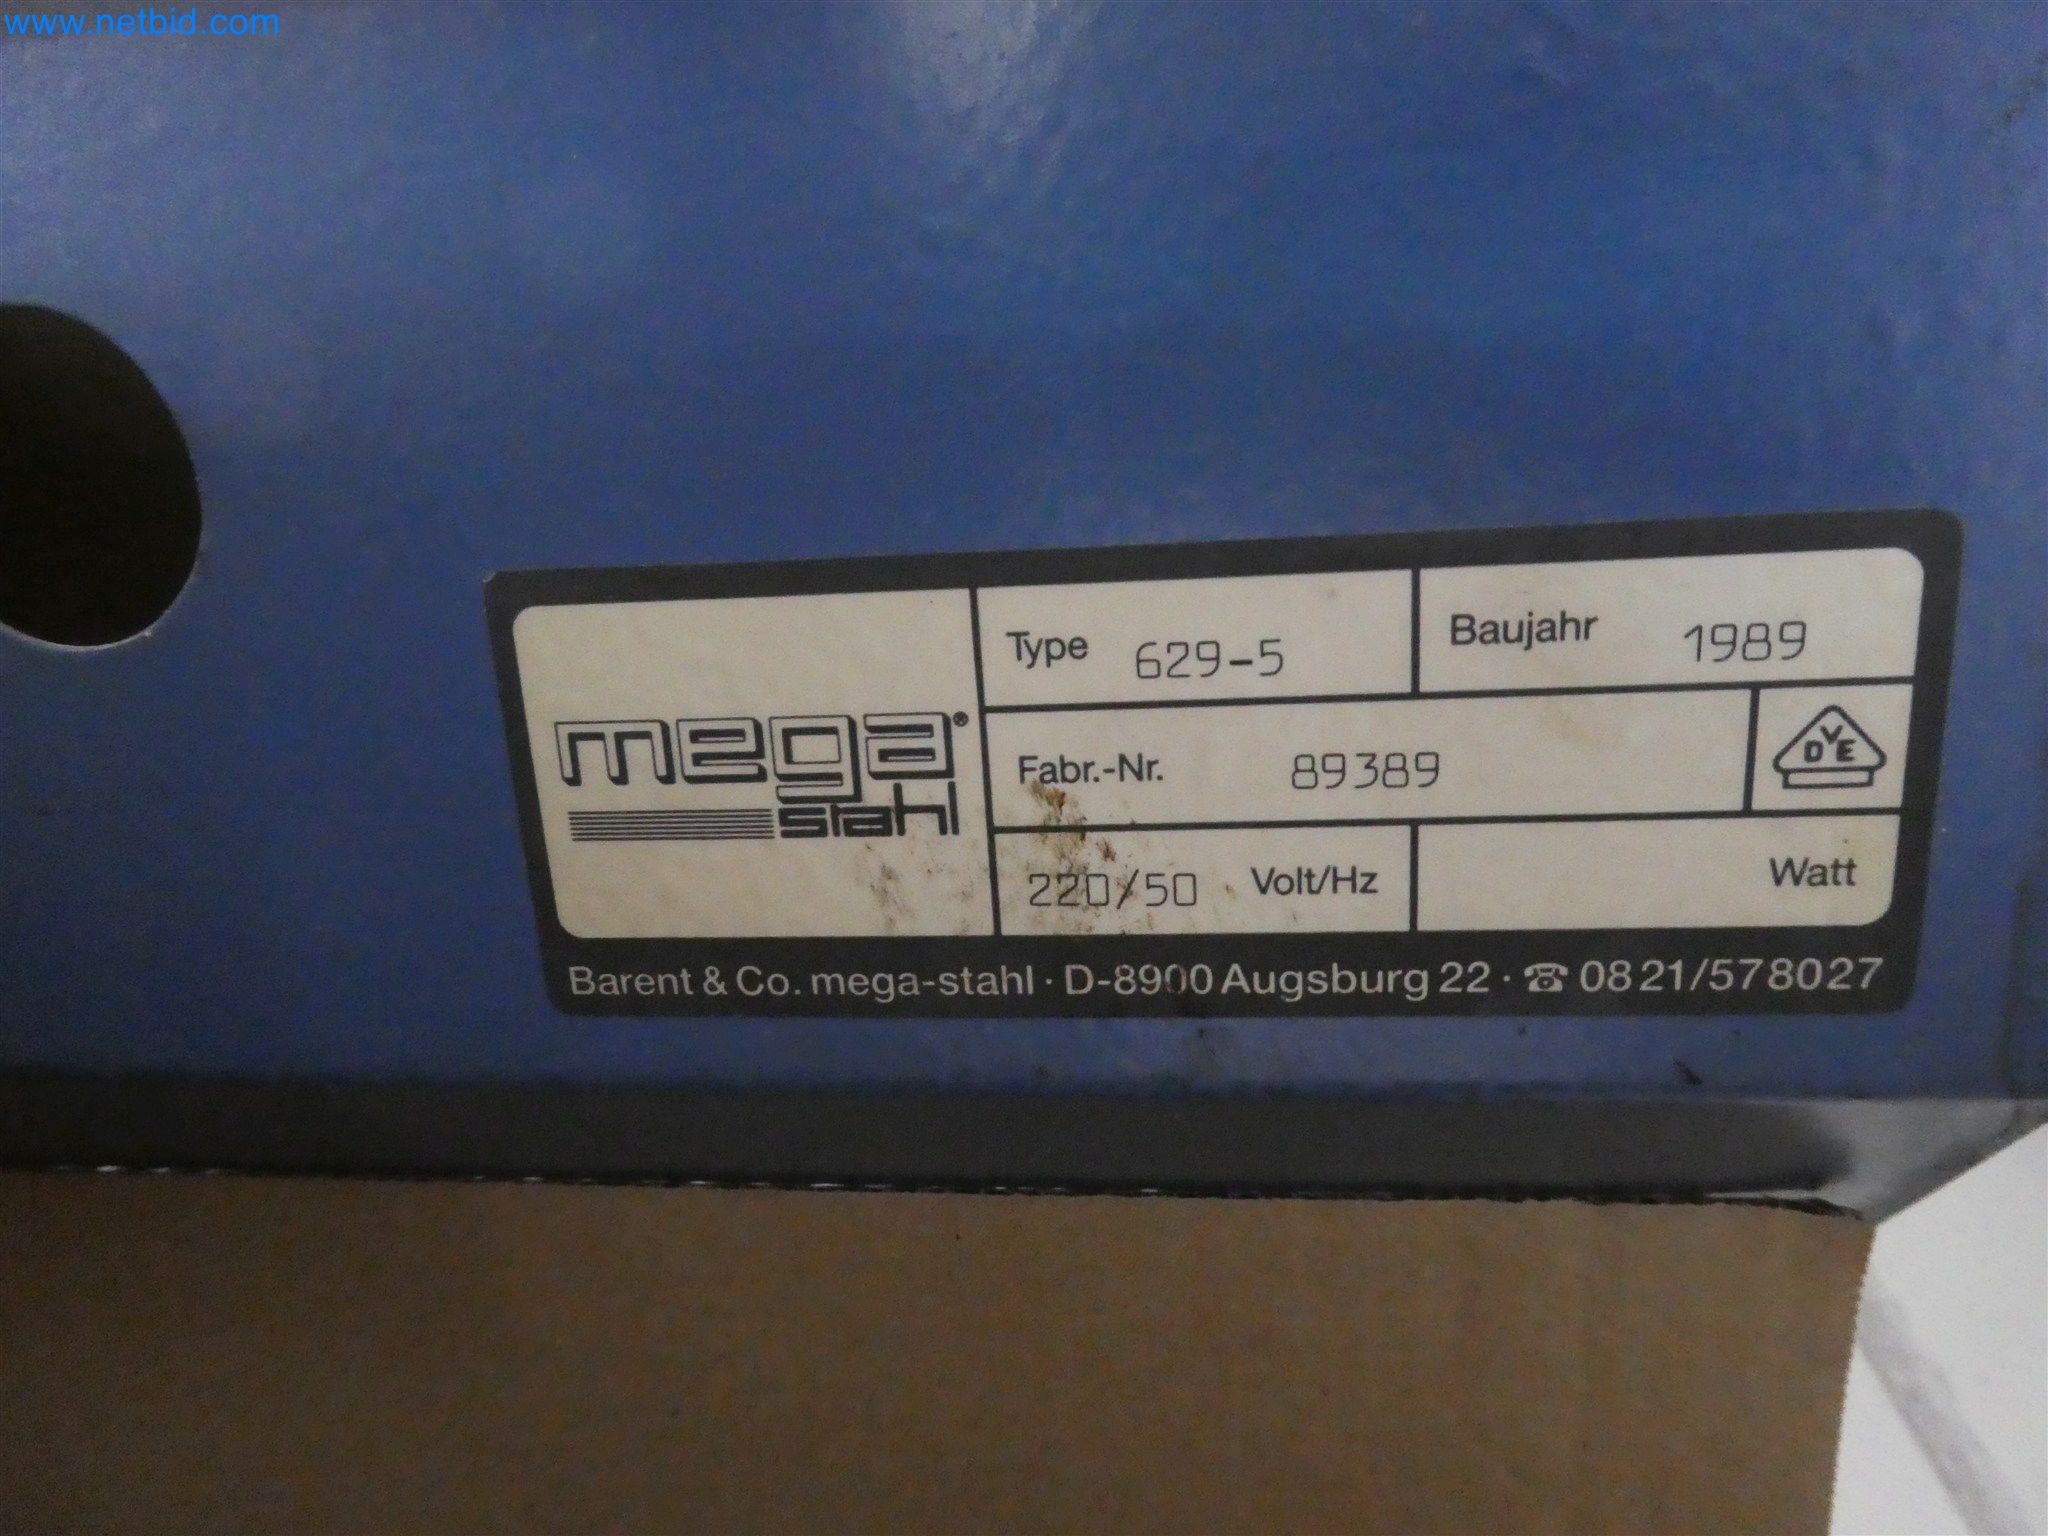 www.netbid.com
mega®
stahl
Type 629-5
Baujahr 1989
Fabr.-Nr. 89389
DVE
220/50 Volt/Hz
Watt
Barent & Co. mega-stahl · D-8900 Augsburg 22 · ☎ 0821/578027